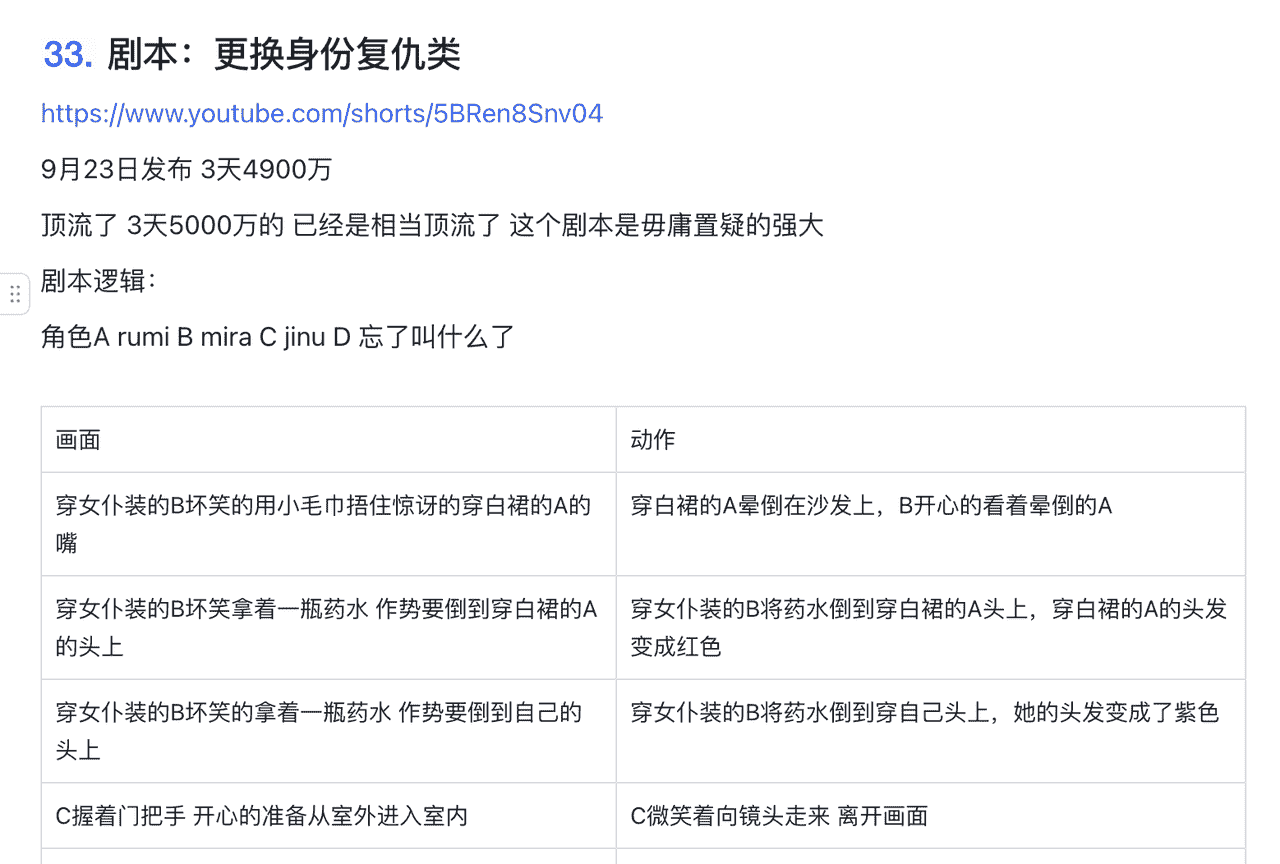 33. 剧本：更换身份复仇类
https://www.youtube.com/shorts/5BRen8Snv04
9月23日发布 3天4900万
顶流了 3天5000万的 已经是相当顶流了 这个剧本是毋庸置疑的强大
剧本逻辑：
角色A rumi B mira C jinu D 忘了叫什么了
画面
动作
穿女仆装的B坏笑的用小毛巾捂住惊讶的穿白裙的A的
嘴
穿白裙的A晕倒在沙发上，B开心的看着晕倒的A
穿女仆装的B坏笑拿着一瓶药水 作势要倒到穿白裙的A
的头上
穿女仆装的B将药水倒到穿白裙的A头上，穿白裙的A的头发
变成红色
穿女仆装的B坏笑的拿着一瓶药水 作势要倒到自己的
头上
穿女仆装的B将药水倒到穿自己头上，她的头发变成了紫色
C握着门把手 开心的准备从室外进入室内
C微笑着向镜头走来 离开画面